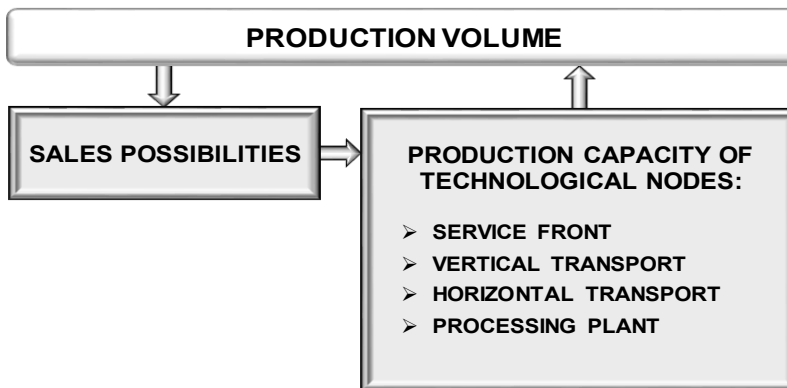 PRODUCTION VOLUME
SALES POSSIBILITIES
PRODUCTION CAPACITY OF
TECHNOLOGICAL NODES:
➢ SERVICE FRONT
➢ VERTICAL TRANSPORT
➢ HORIZONTAL TRANSPORT
➢ PROCESSING PLANT